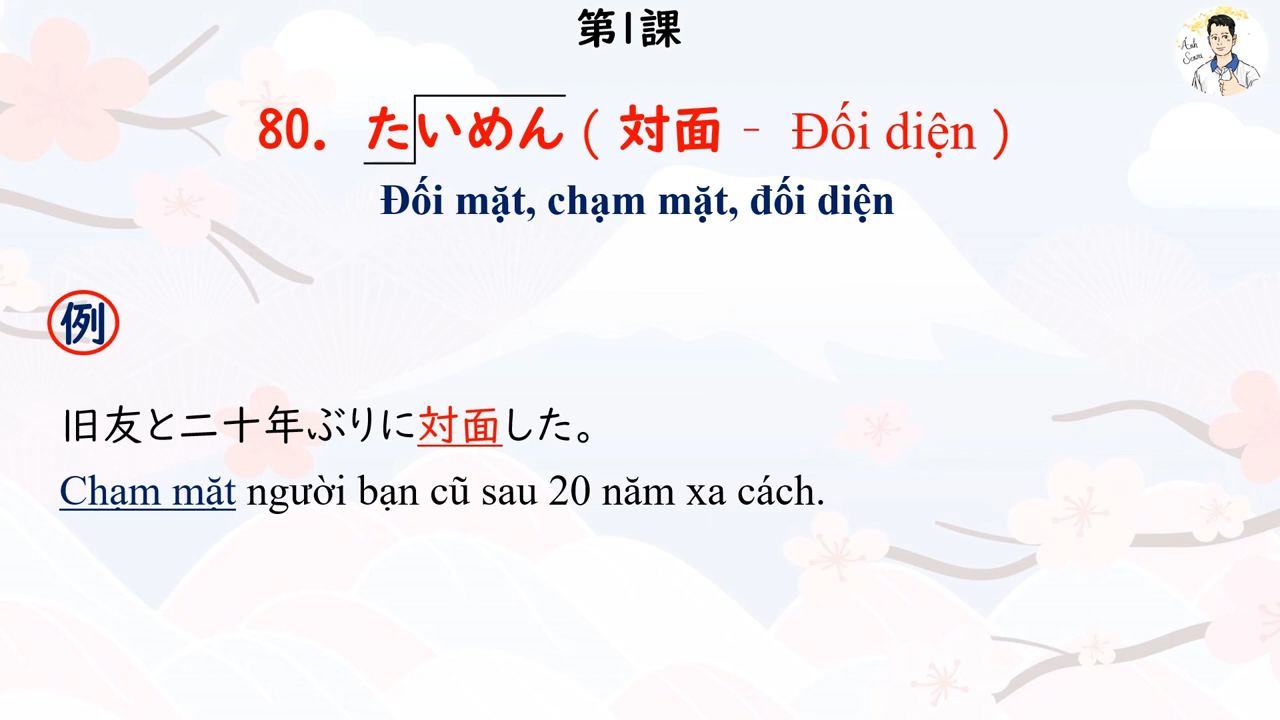 第1課
Ánh
Sensei
80. たいめん ( 対面 - Đối diện )
Đối mặt, chạm mặt, đối diện
例
旧友と二十年ぶりに対面した。
Chạm mặt người bạn cũ sau 20 năm xa cách.